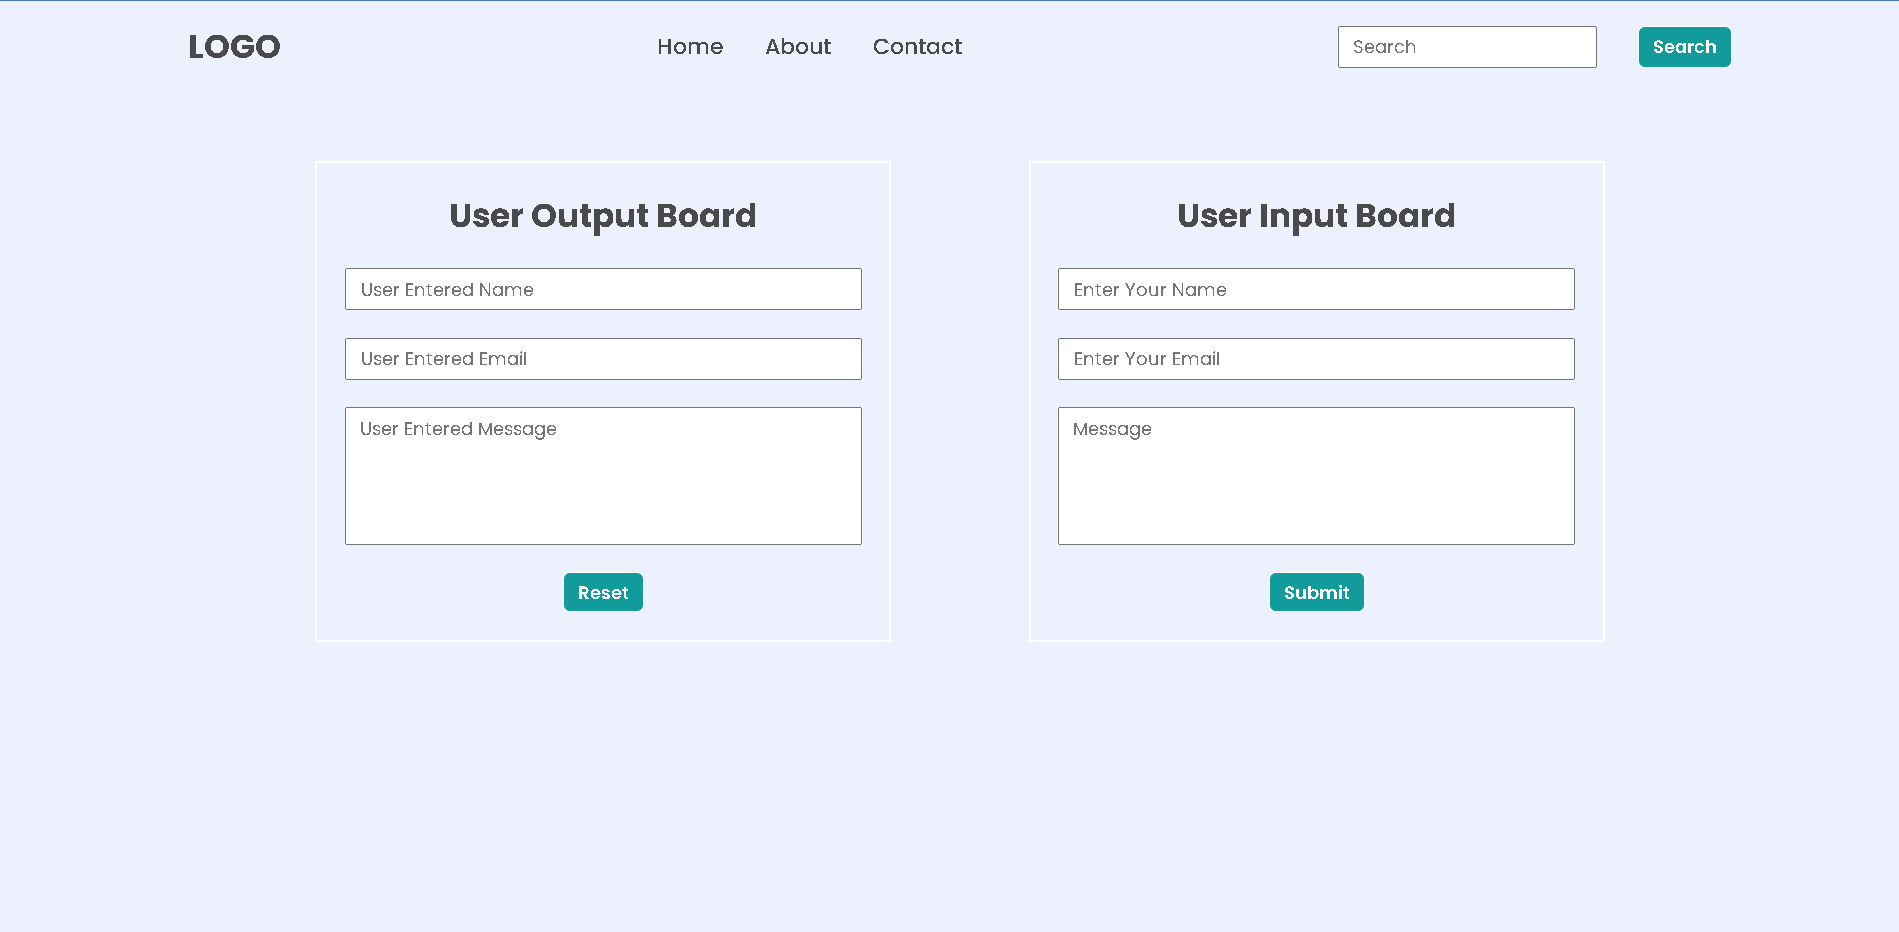 LOGO
Home
About
Contact
Search
Search
User Output Board
User Entered Name
User Entered Email
User Entered Message
Reset
User Input Board
Enter Your Name
Enter Your Email
Message
Submit